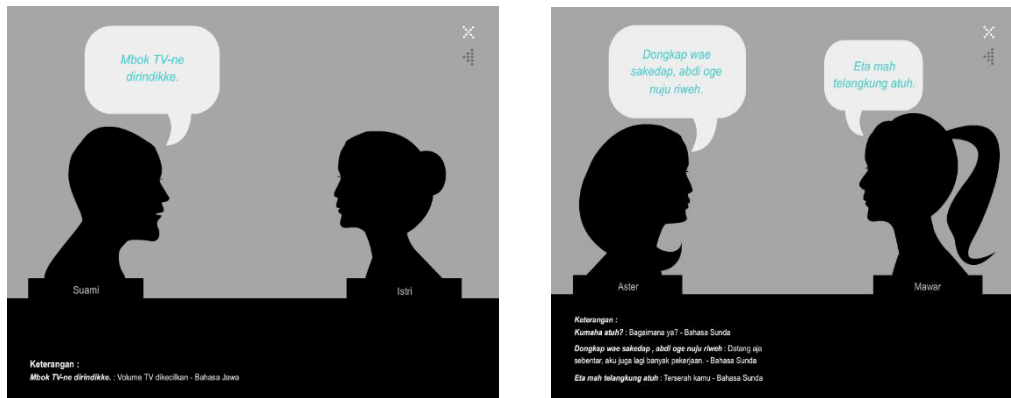 Mbok TV-ne
dirindikke.
Suami
Istri
Keterangan :
Mbok TV-ne dirindikke. : Volume TV dikecilkan - Bahasa Jawa
Dongkap wae
sakedap, abdi oge
nuju riweh.
Eta mah
telangkung atuh.
Aster
Mawar
Keterangan :
Kumaha atuh? : Bagaimana ya? - Bahasa Sunda
Dongkap wae sakedap , abdi oge nuju riweh : Datang aja
sebentar, aku juga lagi banyak pekerjaan. - Bahasa Sunda
Eta mah telangkung atuh : Terserah kamu - Bahasa Sunda